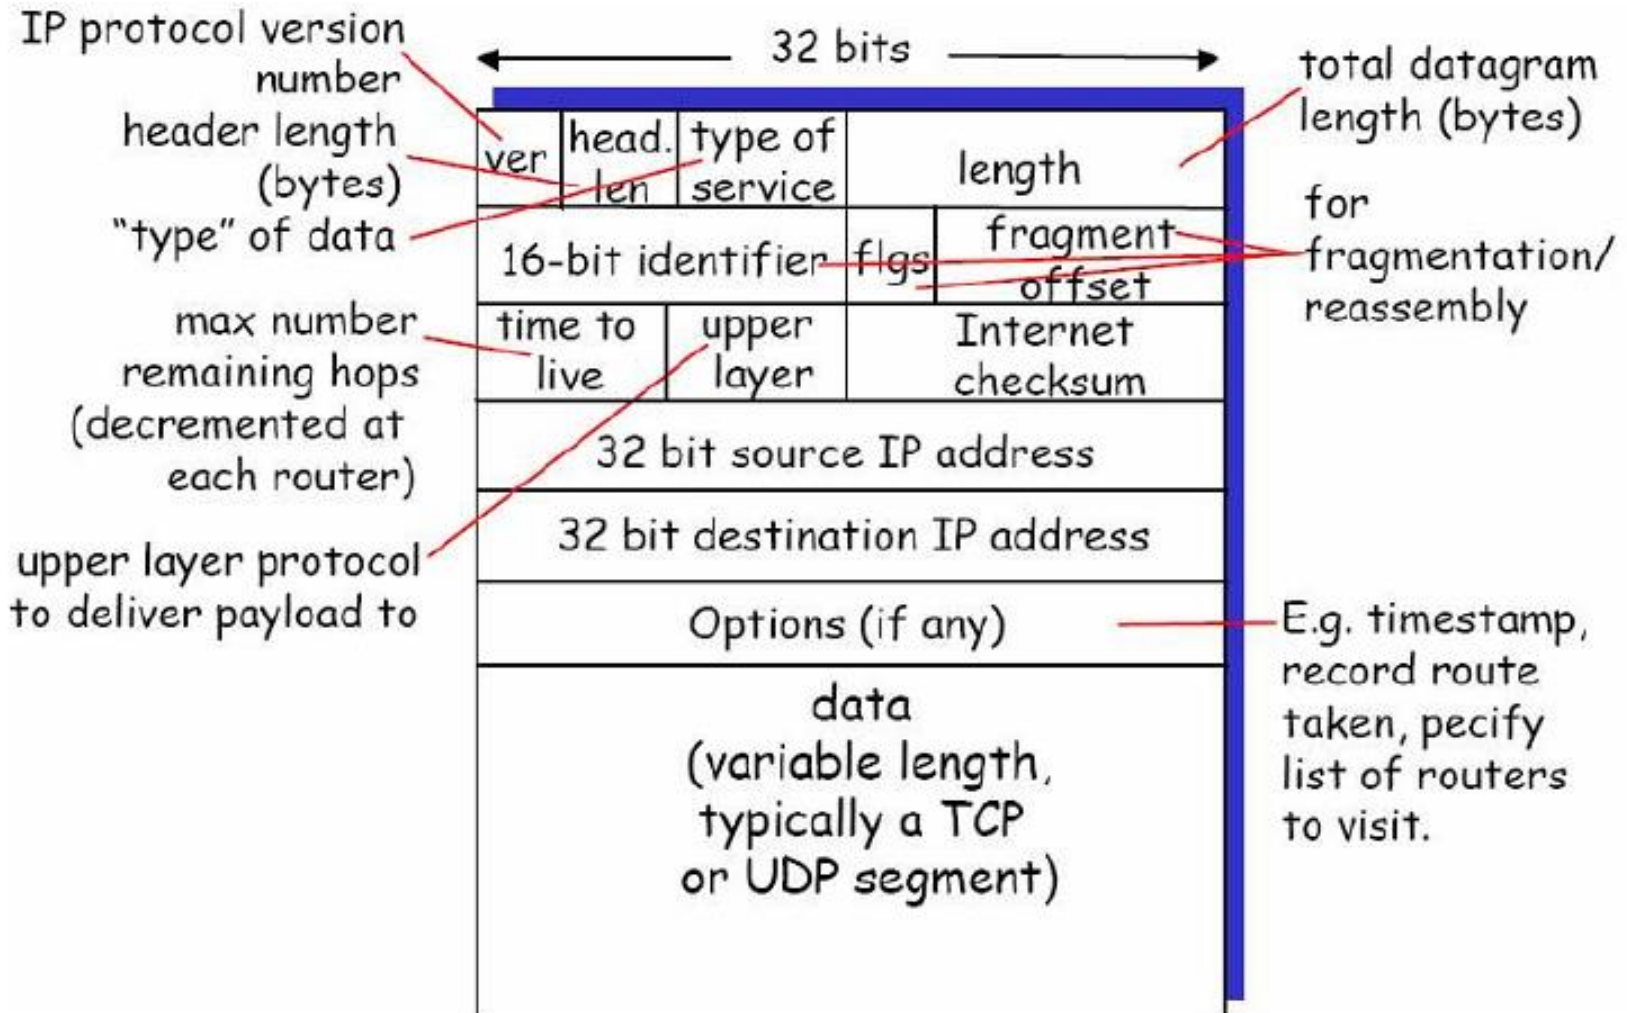 IP protocol version
number
header length
(bytes)
"type" of data
max number
remaining hops
(decremented at
each router)
upper layer protocol
to deliver payload to
32 bits
ver
head.
len
type of
service
length
16-bit identifier
flgs
fragment
offset
time to
live
upper
layer
Internet
checksum
32 bit source IP address
32 bit destination IP address
Options (if any)
data
(variable length,
typically a TCP
or UDP segment)
total datagram
length (bytes)
for
fragmentation/
reassembly
E.g. timestamp,
record route
taken, pecify
list of routers
to visit.